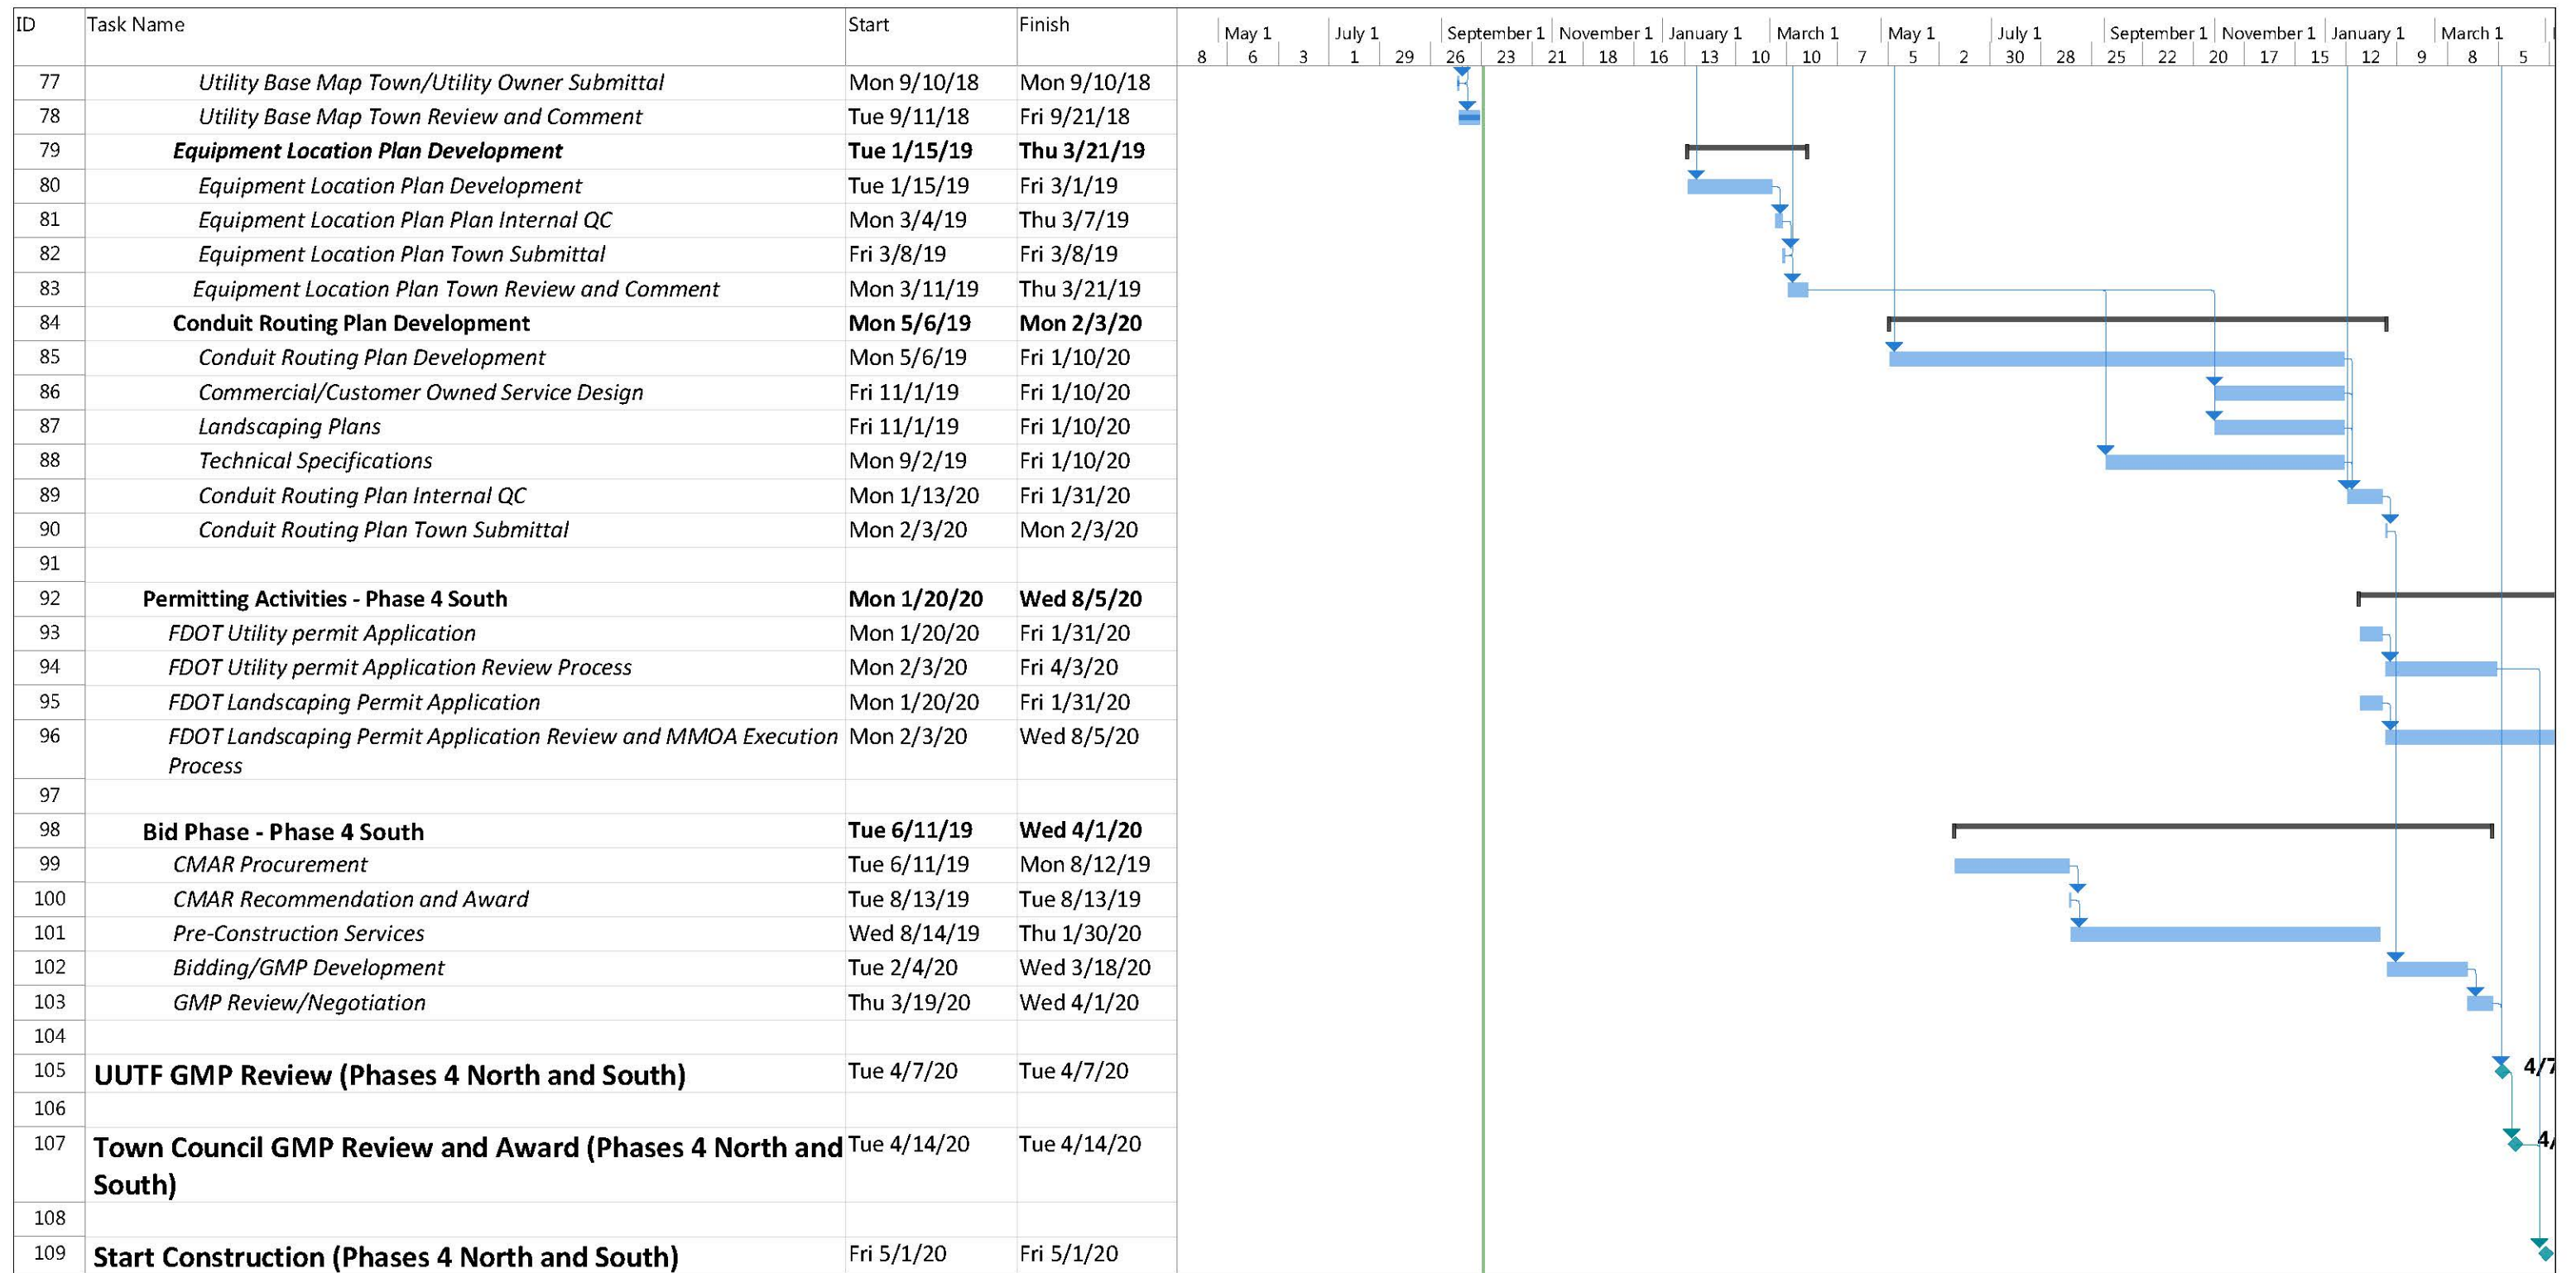 ID Task Name Start Finish
May 1 July 1 September 1 November 1 January 1 March 1 May 1 July 1 September 1 November 1 January 1 March 1
8 6 3 1 29 26 23 21 18 16 13 10 10 7 5 2 30 28 25 22 20 17 15 12 9 8 5
77 Utility Base Map Town/Utility Owner Submittal Mon 9/10/18 Mon 9/10/18
78 Utility Base Map Town Review and Comment Tue 9/11/18 Fri 9/21/18
79 Equipment Location Plan Development Tue 1/15/19 Thu 3/21/19
80 Equipment Location Plan Development Tue 1/15/19 Fri 3/1/19
81 Equipment Location Plan Plan Internal QC Mon 3/4/19 Thu 3/7/19
82 Equipment Location Plan Town Submittal Fri 3/8/19 Fri 3/8/19
83 Equipment Location Plan Town Review and Comment Mon 3/11/19 Thu 3/21/19
84 Conduit Routing Plan Development Mon 5/6/19 Mon 2/3/20
85 Conduit Routing Plan Development Mon 5/6/19 Fri 1/10/20
86 Commercial/Customer Owned Service Design Fri 11/1/19 Fri 1/10/20
87 Landscaping Plans Fri 11/1/19 Fri 1/10/20
88 Technical Specifications Mon 9/2/19 Fri 1/10/20
89 Conduit Routing Plan Internal QC Mon 1/13/20 Fri 1/31/20
90 Conduit Routing Plan Town Submittal Mon 2/3/20 Mon 2/3/20
91
92 Permitting Activities - Phase 4 South Mon 1/20/20 Wed 8/5/20
93 FDOT Utility permit Application Mon 1/20/20 Fri 1/31/20
94 FDOT Utility permit Application Review Process Mon 2/3/20 Fri 4/3/20
95 FDOT Landscaping Permit Application Mon 1/20/20 Fri 1/31/20
96 FDOT Landscaping Permit Application Review and MMOA Execution Mon 2/3/20 Wed 8/5/20
Process
97
98 Bid Phase - Phase 4 South Tue 6/11/19 Wed 4/1/20
99 CMAR Procurement Tue 6/11/19 Mon 8/12/19
100 CMAR Recommendation and Award Tue 8/13/19 Tue 8/13/19
101 Pre-Construction Services Wed 8/14/19 Thu 1/30/20
102 Bidding/GMP Development Tue 2/4/20 Wed 3/18/20
103 GMP Review/Negotiation Thu 3/19/20 Wed 4/1/20
104
105 UUTF GMP Review (Phases 4 North and South) Tue 4/7/20 Tue 4/7/20 4/7
106
107 Town Council GMP Review and Award (Phases 4 North and Tue 4/14/20 Tue 4/14/20 4/
South)
108
109 Start Construction (Phases 4 North and South) Fri 5/1/20 Fri 5/1/20